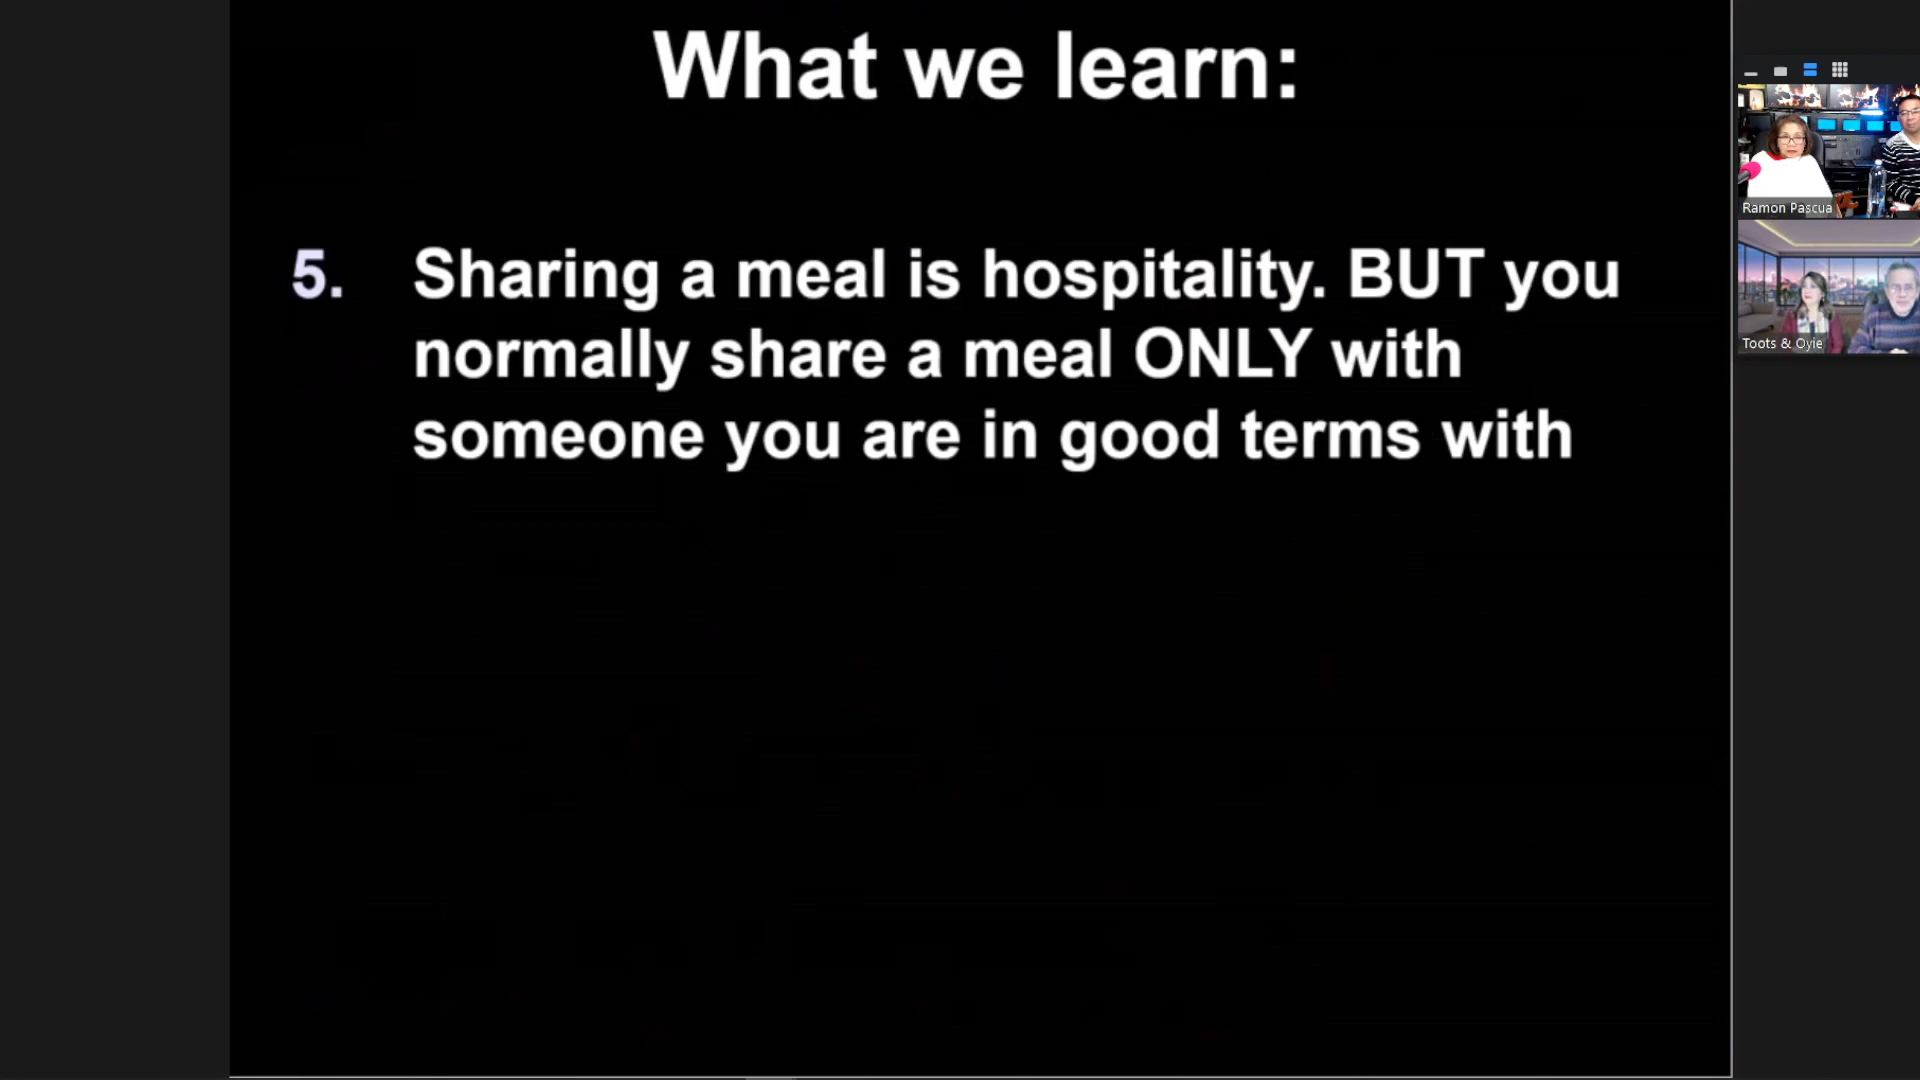 What we learn:
5. Sharing a meal is hospitality. BUT you
normally share a meal ONLY with
someone you are in good terms with
Ramon Pascua
Toots & Oyie